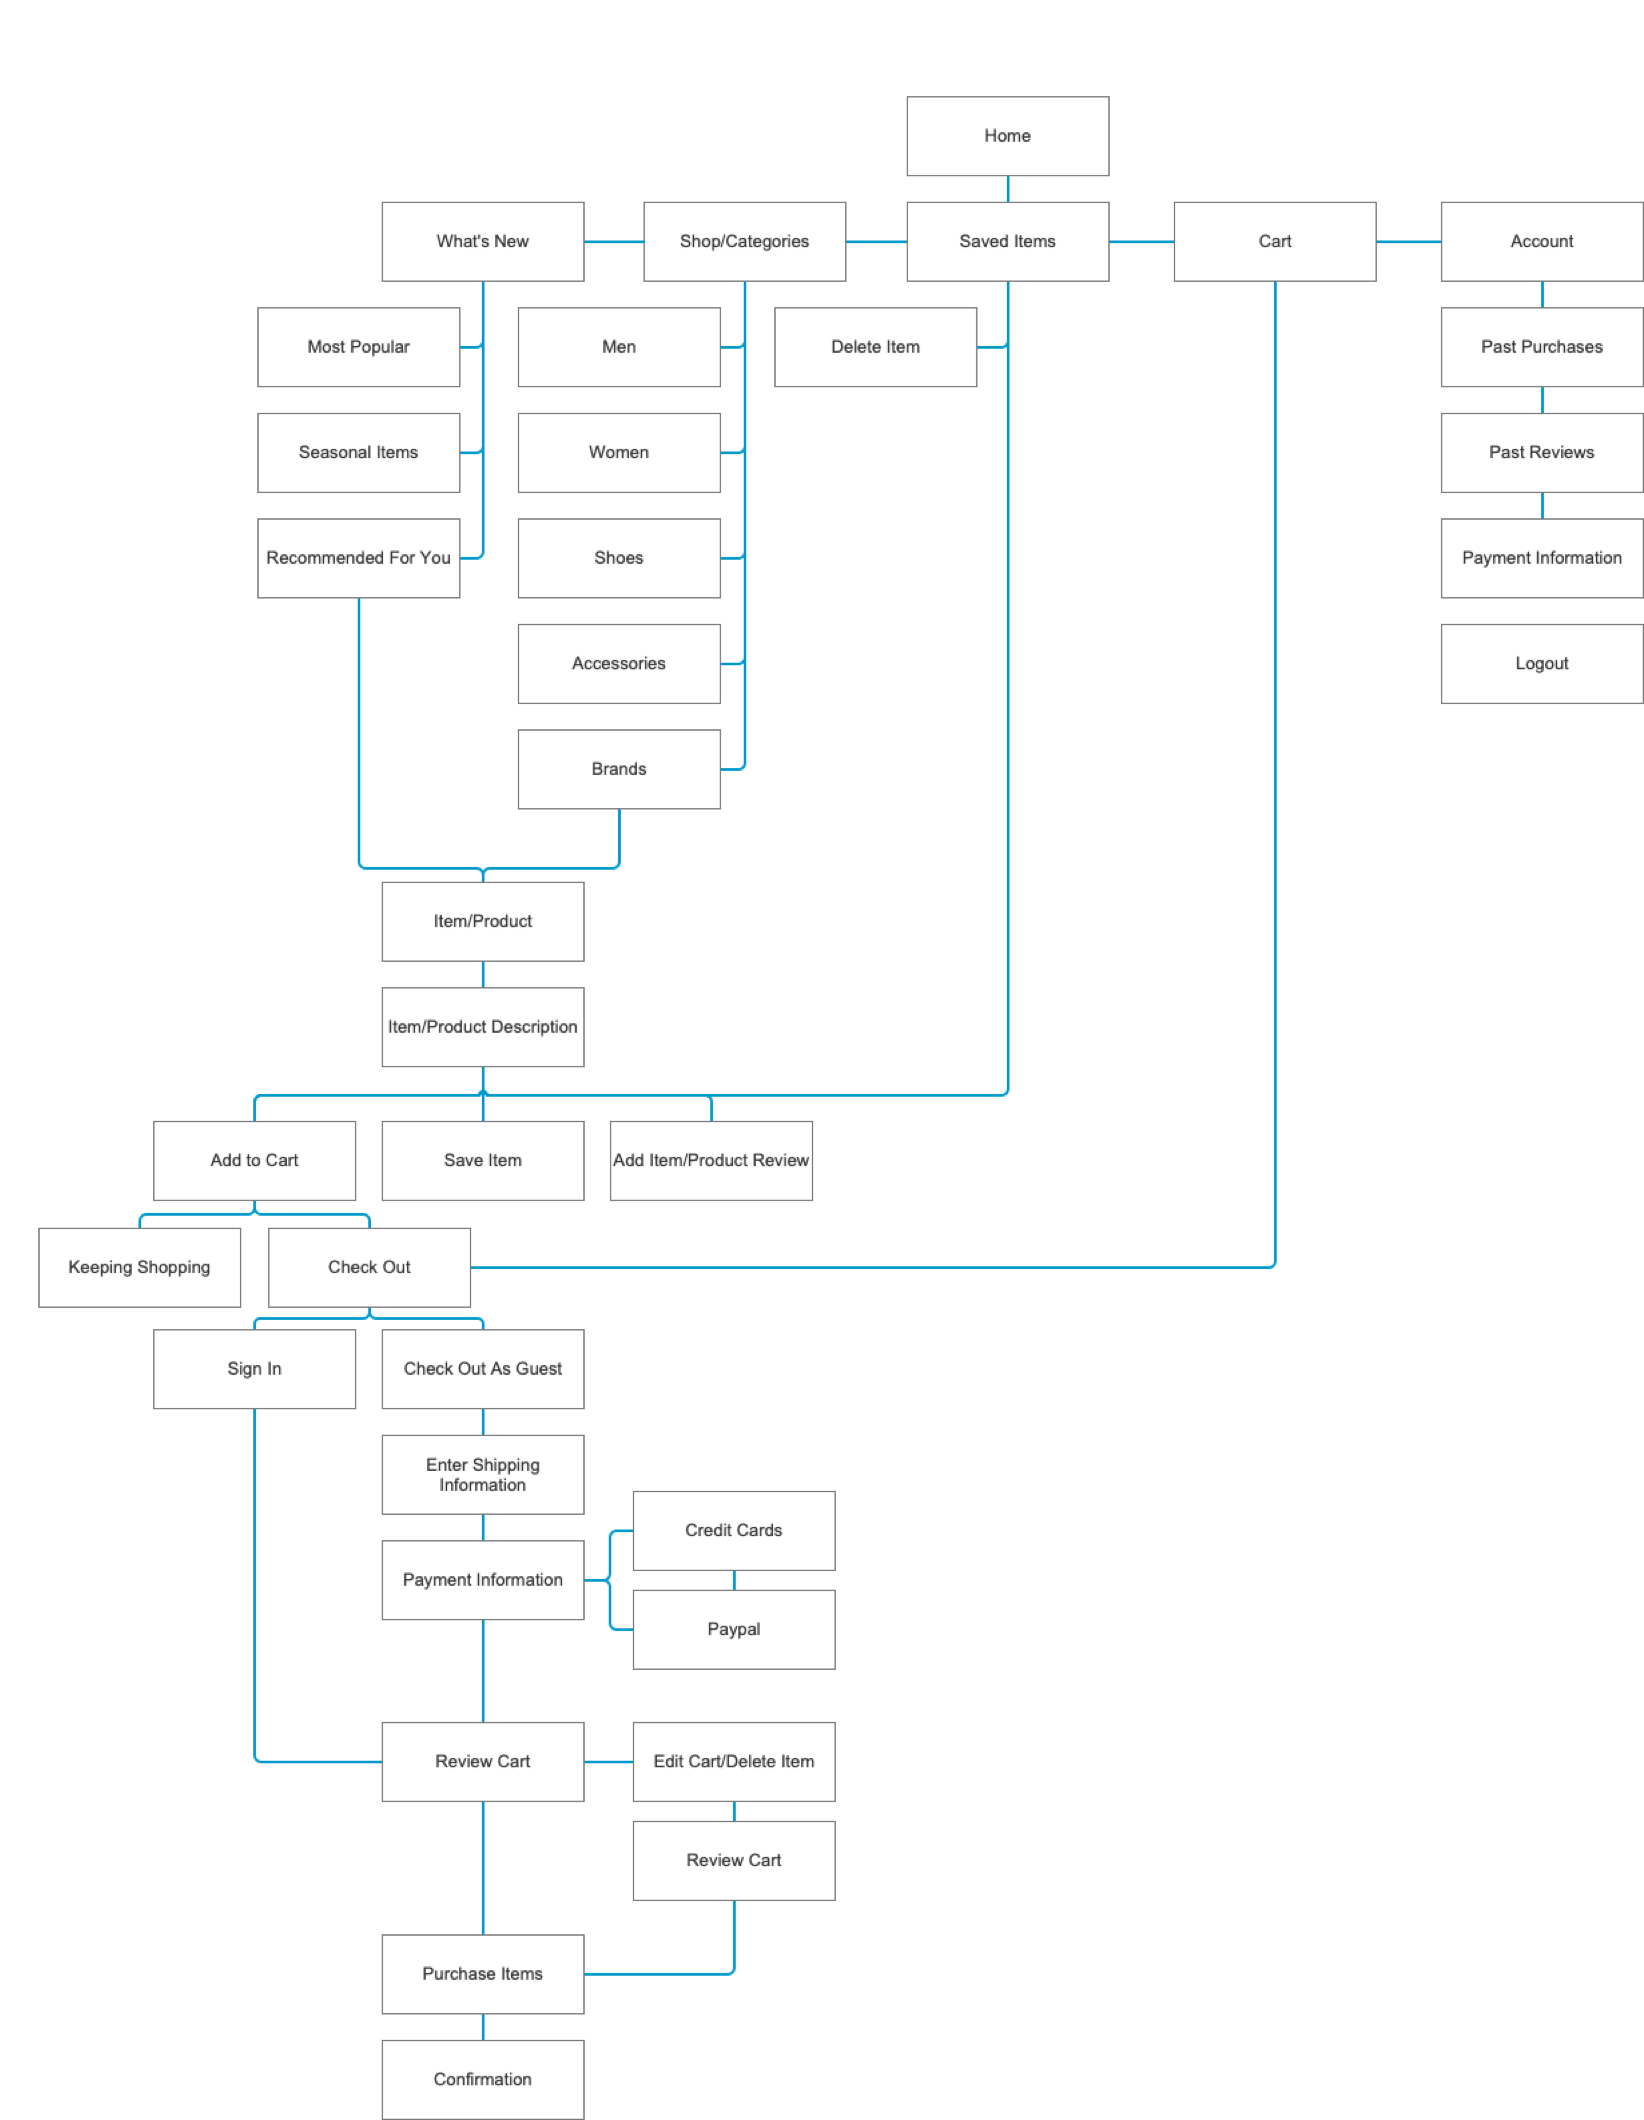 Home
What's New
Shop/Categories
Saved Items
Cart
Account
Most Popular
Men
Delete Item
Past Purchases
Seasonal Items
Women
Past Reviews
Recommended For You
Shoes
Payment Information
Accessories
Logout
Brands
Item/Product
Item/Product Description
Add to Cart
Save Item
Add Item/Product Review
Keeping Shopping
Check Out
Sign In
Check Out As Guest
Enter Shipping
Information
Credit Cards
Payment Information
Paypal
Review Cart
Edit Cart/Delete Item
Review Cart
Purchase Items
Confirmation